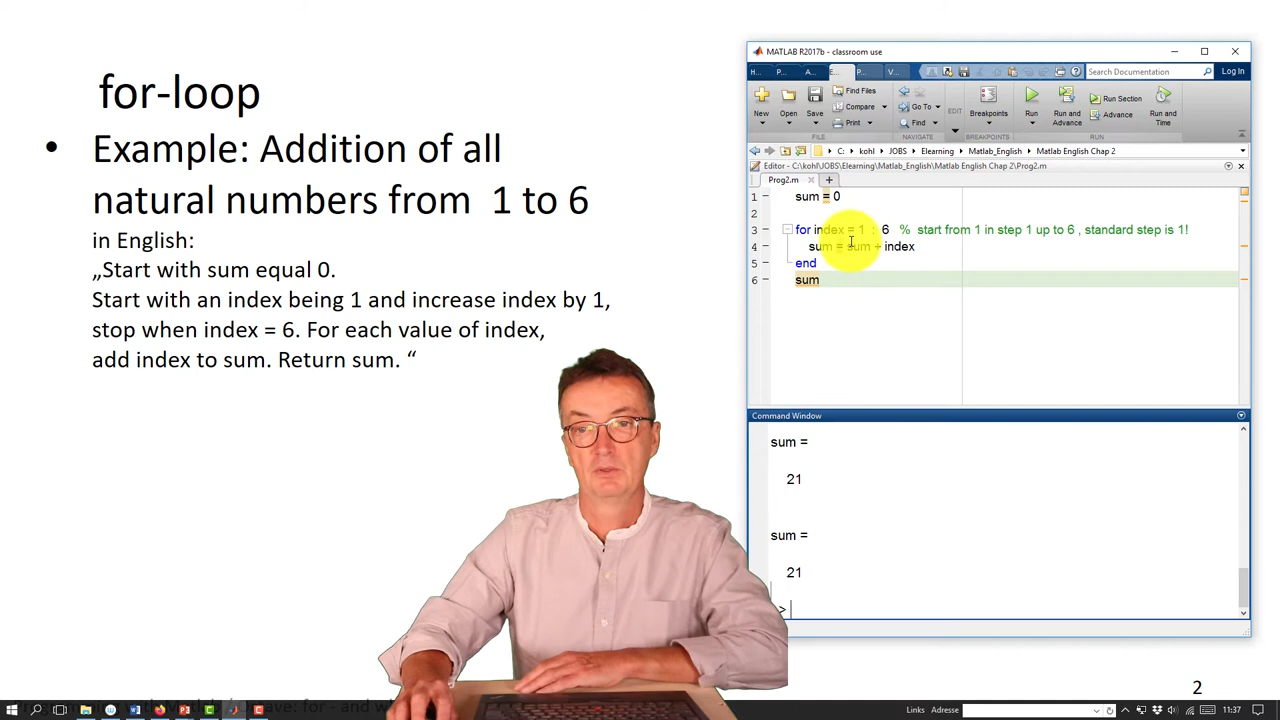 for-loop
• Example: Addition of all
natural numbers from 1 to 6
in English:
„Start with sum equal 0.
Start with an index being 1 and increase index by 1,
stop when index = 6. For each value of index,
add index to sum. Return sum. “
MATLAB R2017b - classroom use
H... P... A... E... P... V... Search Documentation Log In
New Open Save Find Files Compare Print Go To Find EDIT Breakpoints Run Run and Advance Run Section Advance Run and Time
FILE NAVIGATE BREAKPOINTS RUN
C: kohl JOBS Elearning Matlab_English Matlab English Chap 2
Editor - C:\kohl\JOBS\Elearning\Matlab_English\Matlab English Chap 2\Prog2.m
Prog2.m
1 sum = 0
2
3 for index = 1 : 6 % start from 1 in step 1 up to 6 , standard step is 1!
4 sum = sum + index
5 end
6 sum
Command Window
sum =
21
sum =
21
>
2
Links Adresse 11:37